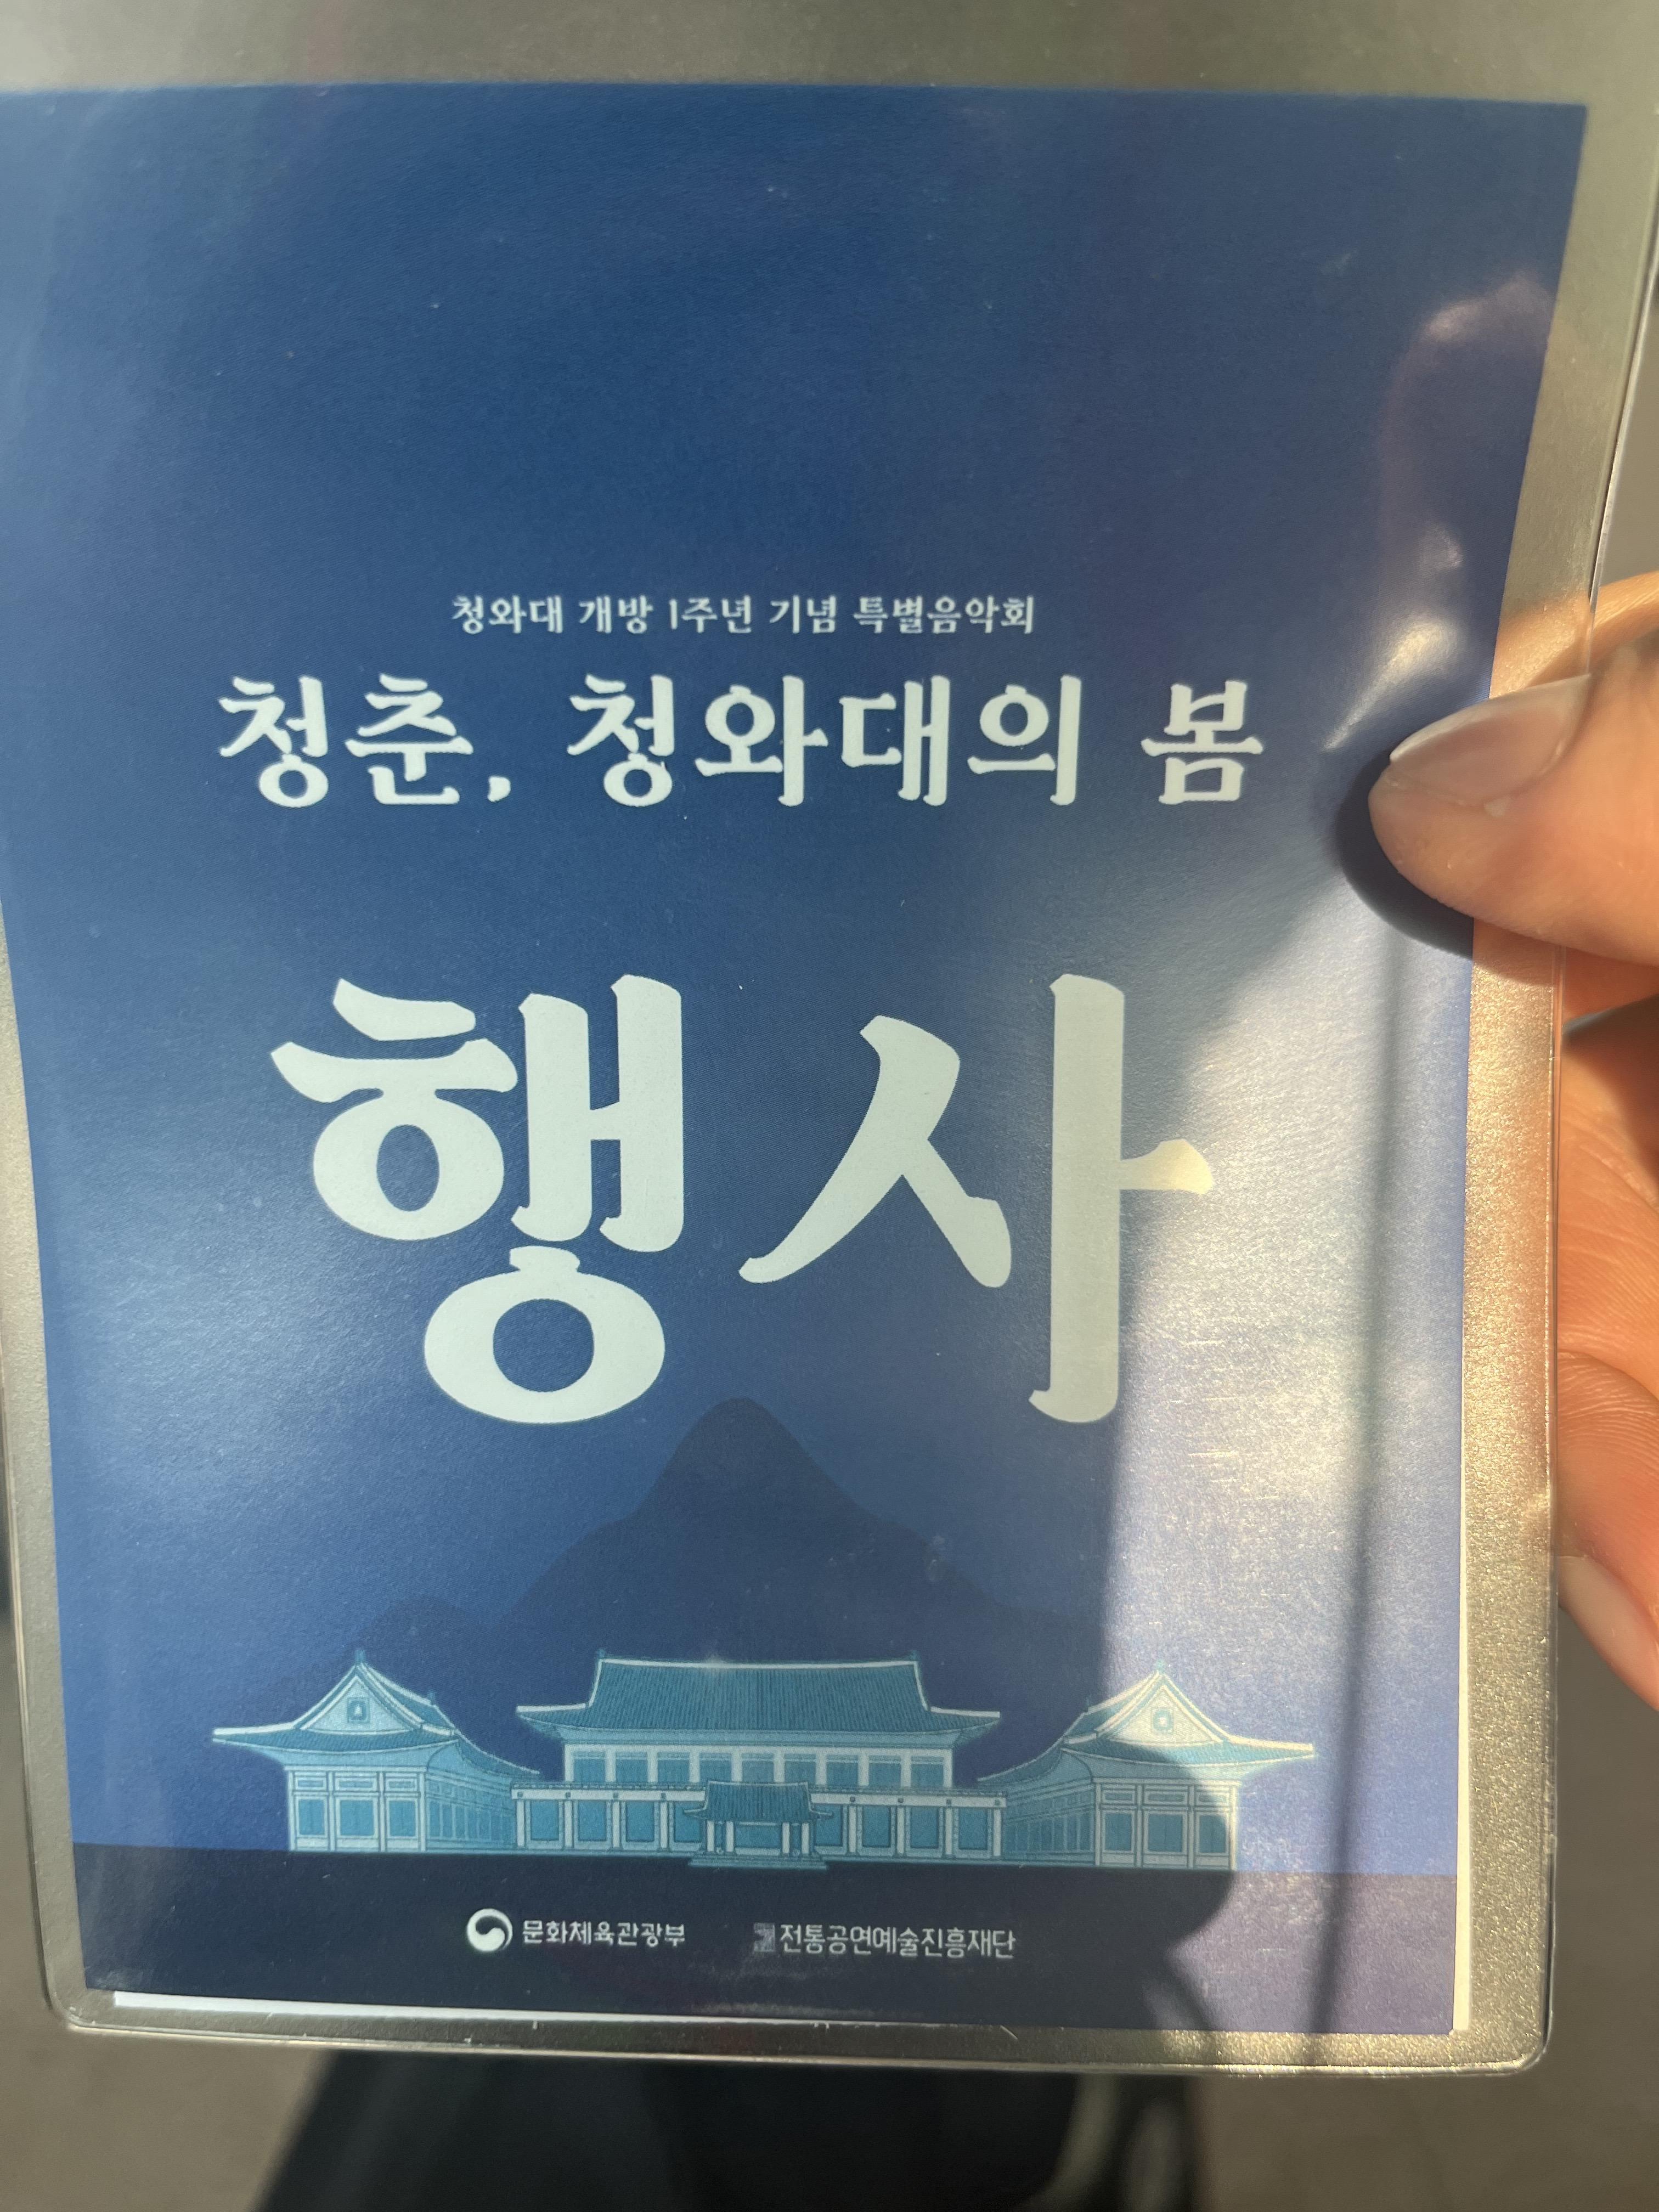 청와대 개방 1주년 기념 특별음악회
청춘, 청와대의 봄
행사
문화체육관광부 전통공연예술진흥재단